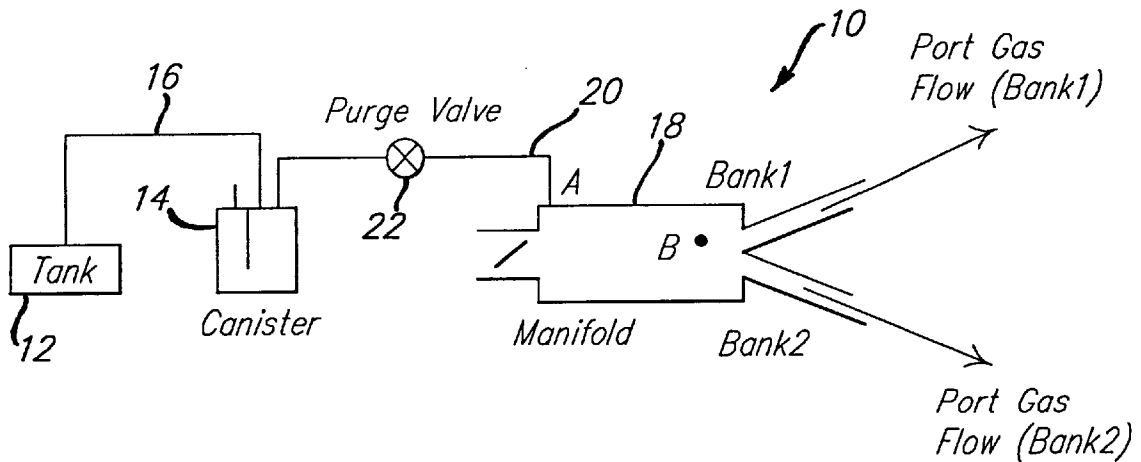 10
Port Gas
Flow (Bank1)
16
Purge Valve
20
18
A
Bank1
14
22
B
Tank
Canister
Manifold
Bank2
12
Port Gas
Flow (Bank2)